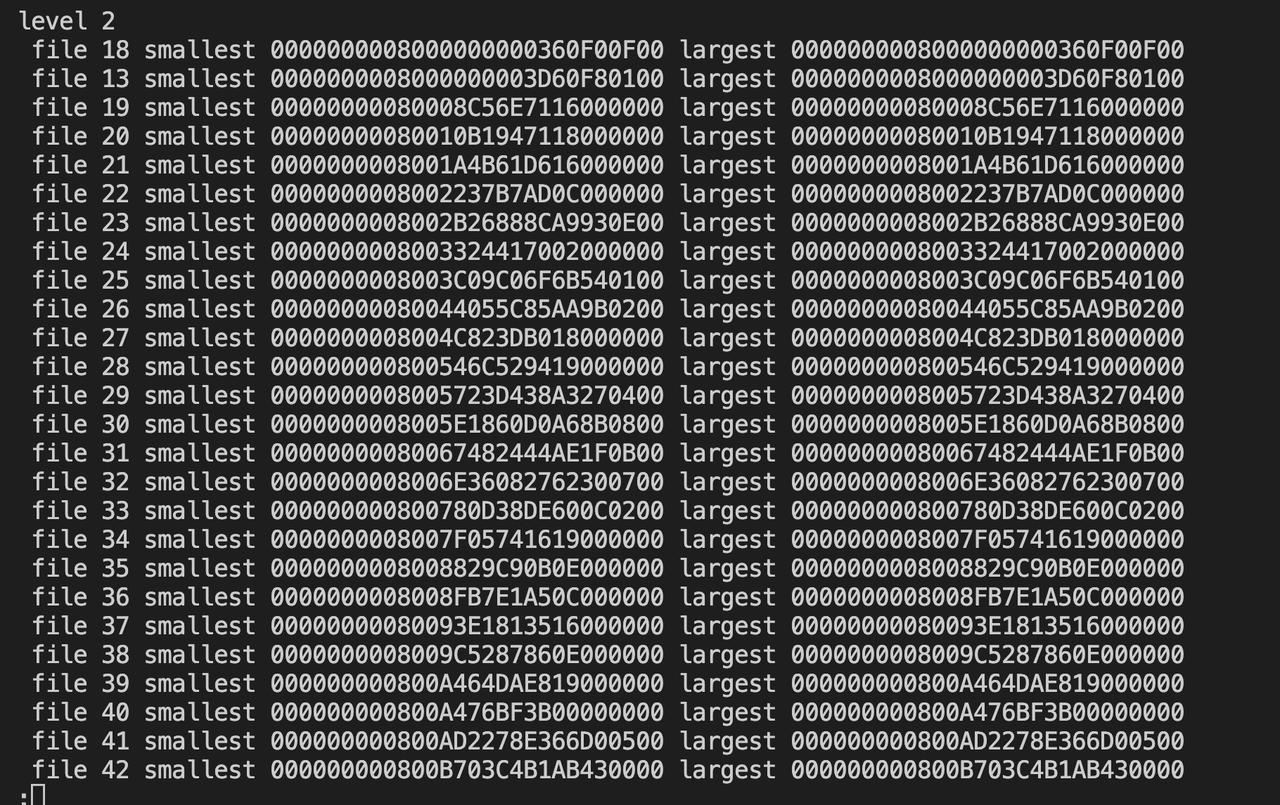 level 2
file 18 smallest 0000000008000000000360F00F00 largest 0000000008000000000360F00F00
file 13 smallest 0000000008000000003D60F80100 largest 0000000008000000003D60F80100
file 19 smallest 00000000080008C56E7116000000 largest 00000000080008C56E7116000000
file 20 smallest 00000000080010B1947118000000 largest 00000000080010B1947118000000
file 21 smallest 0000000008001A4B61D616000000 largest 0000000008001A4B61D616000000
file 22 smallest 0000000008002237B7AD0C000000 largest 0000000008002237B7AD0C000000
file 23 smallest 0000000008002B26888CA9930E00 largest 0000000008002B26888CA9930E00
file 24 smallest 0000000008003324417002000000 largest 0000000008003324417002000000
file 25 smallest 0000000008003C09C06F6B540100 largest 0000000008003C09C06F6B540100
file 26 smallest 00000000080044055C85AA9B0200 largest 00000000080044055C85AA9B0200
file 27 smallest 0000000008004C823DB018000000 largest 0000000008004C823DB018000000
file 28 smallest 000000000800546C529419000000 largest 000000000800546C529419000000
file 29 smallest 0000000008005723D438A3270400 largest 0000000008005723D438A3270400
file 30 smallest 0000000008005E1860D0A68B0800 largest 0000000008005E1860D0A68B0800
file 31 smallest 00000000080067482444AE1F0B00 largest 00000000080067482444AE1F0B00
file 32 smallest 0000000008006E36082762300700 largest 0000000008006E36082762300700
file 33 smallest 000000000800780D38DE600C0200 largest 000000000800780D38DE600C0200
file 34 smallest 0000000008007F05741619000000 largest 0000000008007F05741619000000
file 35 smallest 0000000008008829C90B0E000000 largest 0000000008008829C90B0E000000
file 36 smallest 0000000008008FB7E1A50C000000 largest 0000000008008FB7E1A50C000000
file 37 smallest 00000000080093E1813516000000 largest 00000000080093E1813516000000
file 38 smallest 0000000008009C5287860E000000 largest 0000000008009C5287860E000000
file 39 smallest 000000000800A464DAE819000000 largest 000000000800A464DAE819000000
file 40 smallest 000000000800A476BF3B00000000 largest 000000000800A476BF3B00000000
file 41 smallest 000000000800AD2278E366D00500 largest 000000000800AD2278E366D00500
file 42 smallest 000000000800B703C4B1AB430000 largest 000000000800B703C4B1AB430000
: